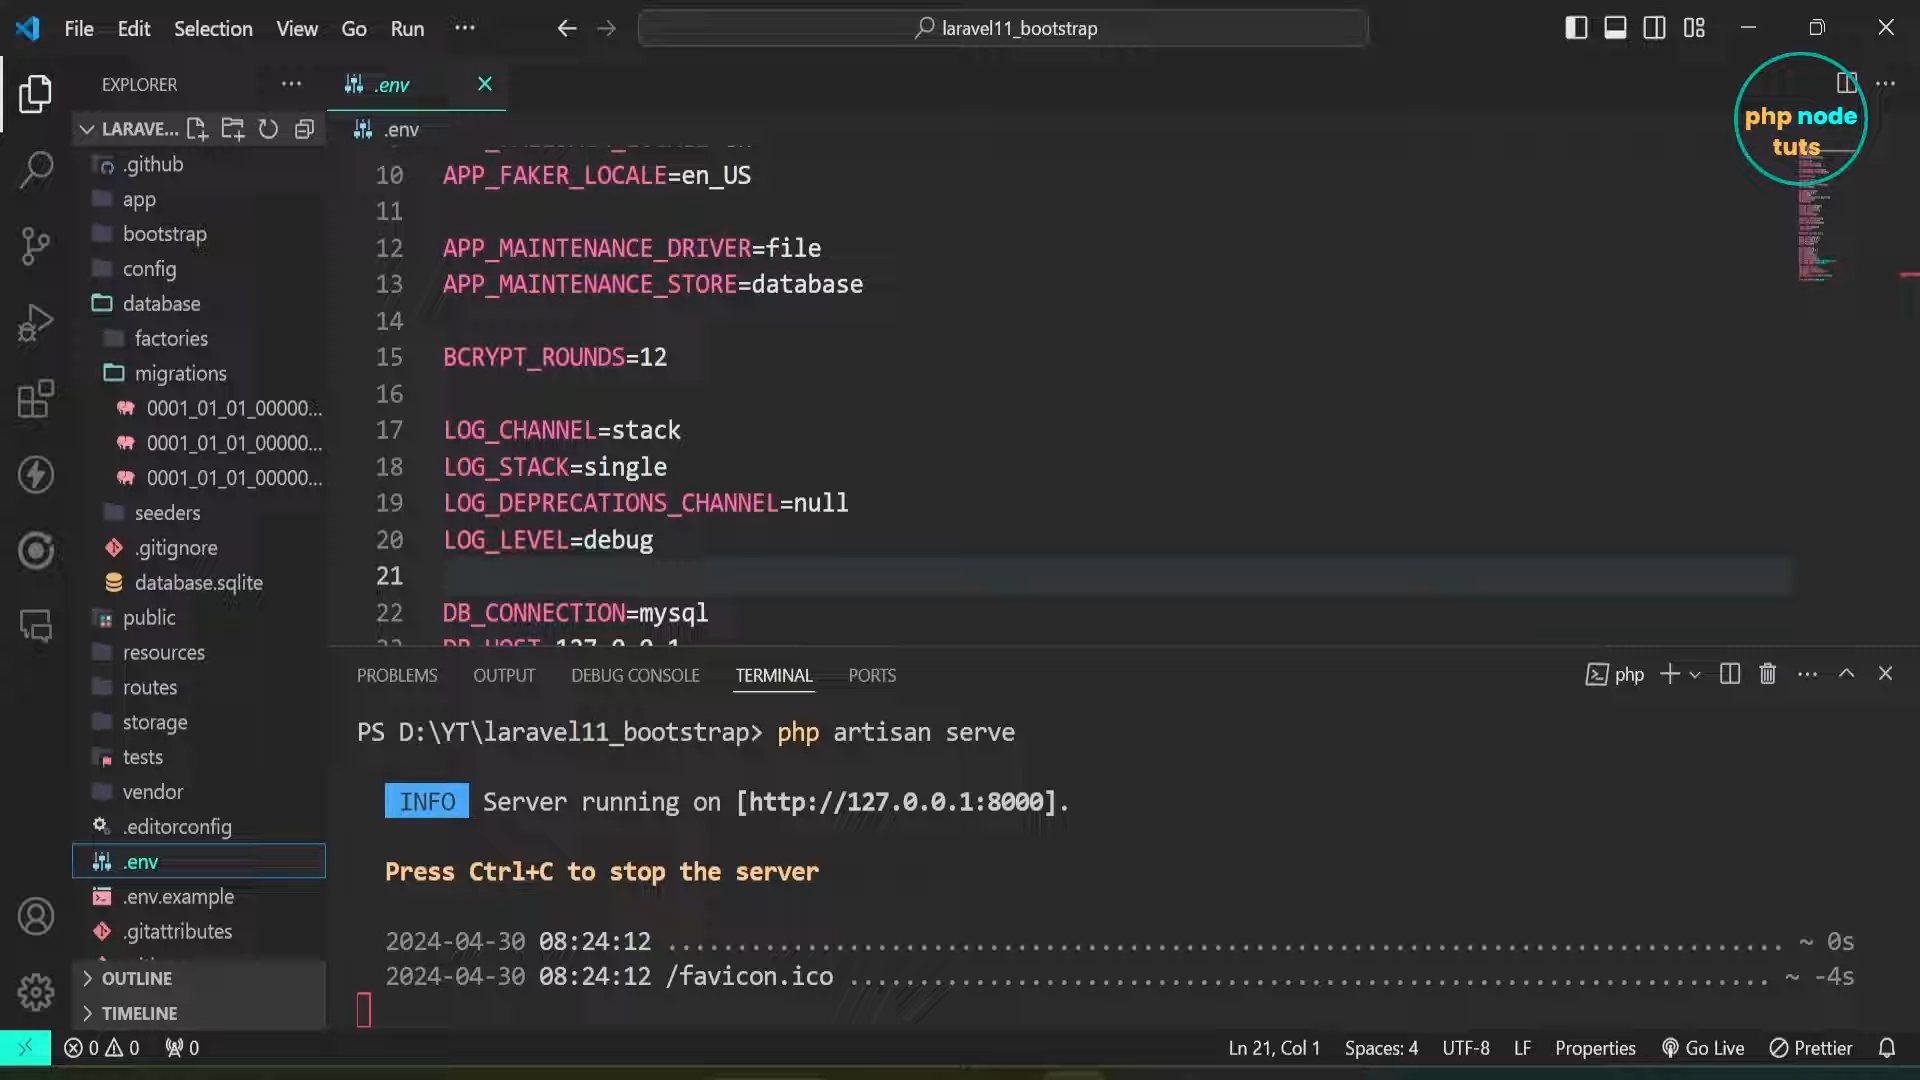 File Edit Selection View Go Run ...
laravel11_bootstrap
EXPLORER
LARAVE...
.github
app
bootstrap
config
database
factories
migrations
0001_01_01_00000...
0001_01_01_00000...
0001_01_01_00000...
seeders
.gitignore
database.sqlite
public
resources
routes
storage
tests
vendor
.editorconfig
.env
.env.example
.gitattributes
OUTLINE
TIMELINE
.env
.env
php node
tuts
10 APP_FAKER_LOCALE=en_US
11
12 APP_MAINTENANCE_DRIVER=file
13 APP_MAINTENANCE_STORE=database
14
15 BCRYPT_ROUNDS=12
16
17 LOG_CHANNEL=stack
18 LOG_STACK=single
19 LOG_DEPRECATIONS_CHANNEL=null
20 LOG_LEVEL=debug
21
22 DB_CONNECTION=mysql
PROBLEMS OUTPUT DEBUG CONSOLE TERMINAL PORTS
php
PS D:\YT\laravel11_bootstrap> php artisan serve
INFO Server running on [http://127.0.0.1:8000].
Press Ctrl+C to stop the server
2024-04-30 08:24:12 ................................................................................ ~ 0s
2024-04-30 08:24:12 /favicon.ico .................................................................. ~ -4s
0 0 0
Ln 21, Col 1 Spaces: 4 UTF-8 LF Properties Go Live Prettier